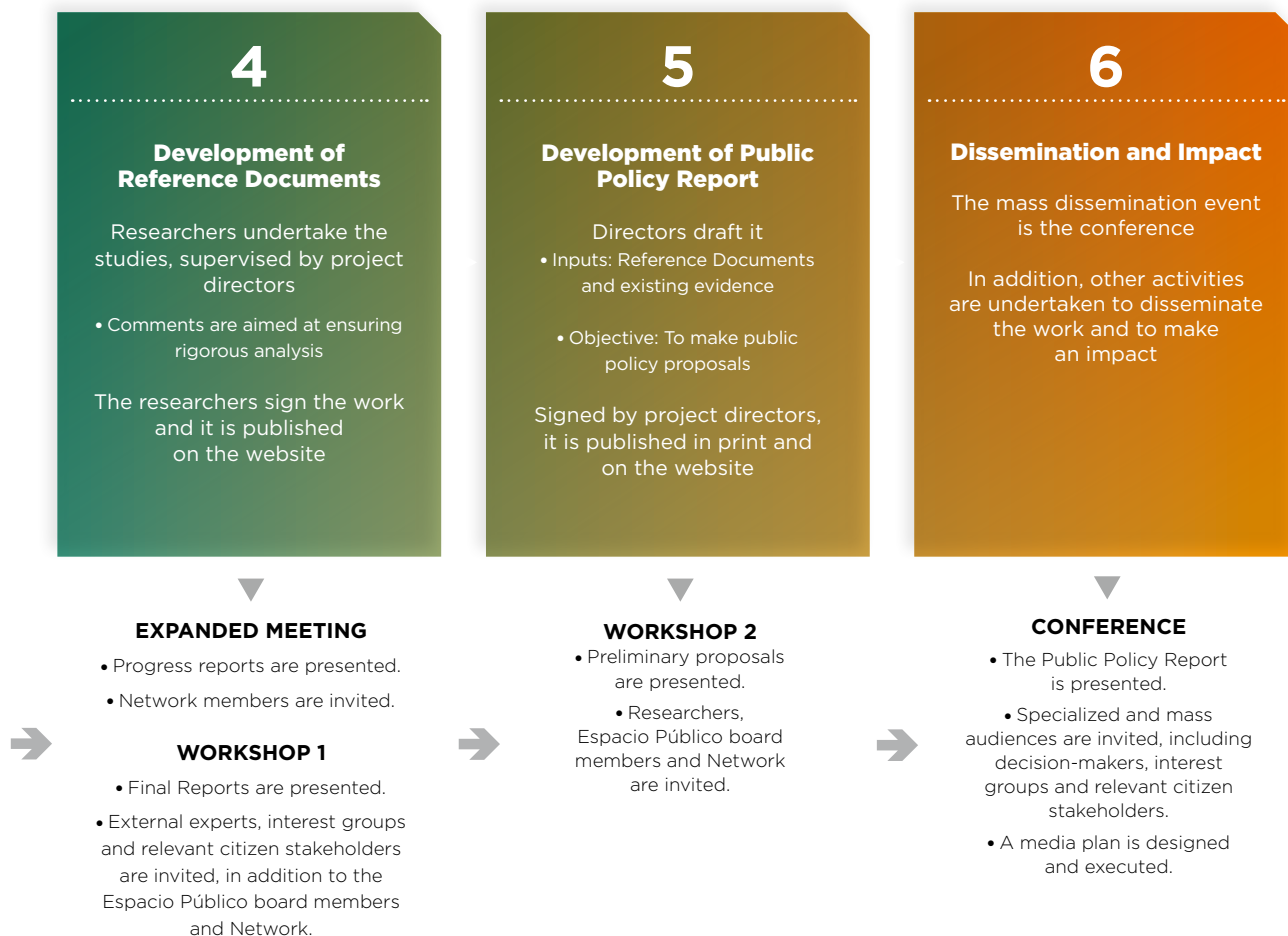 4
Development of
Reference Documents
Researchers undertake the
studies, supervised by project
directors
• Comments are aimed at ensuring
rigorous analysis
The researchers sign the work
and it is published
on the website
EXPANDED MEETING
• Progress reports are presented.
• Network members are invited.
WORKSHOP 1
• Final Reports are presented.
• External experts, interest groups
and relevant citizen stakeholders
are invited, in addition to the
Espacio Público board members
and Network.
5
Development of Public
Policy Report
Directors draft it
• Inputs: Reference Documents
and existing evidence
• Objective: To make public
policy proposals
Signed by project directors,
it is published in print and
on the website
WORKSHOP 2
• Preliminary proposals
are presented.
• Researchers,
Espacio Público board
members and Network
are invited.
6
Dissemination and Impact
The mass dissemination event
is the conference
In addition, other activities
are undertaken to disseminate
the work and to make
an impact
CONFERENCE
• The Public Policy Report
is presented.
• Specialized and mass
audiences are invited, including
decision-makers, interest
groups and relevant citizen
stakeholders.
• A media plan is designed
and executed.